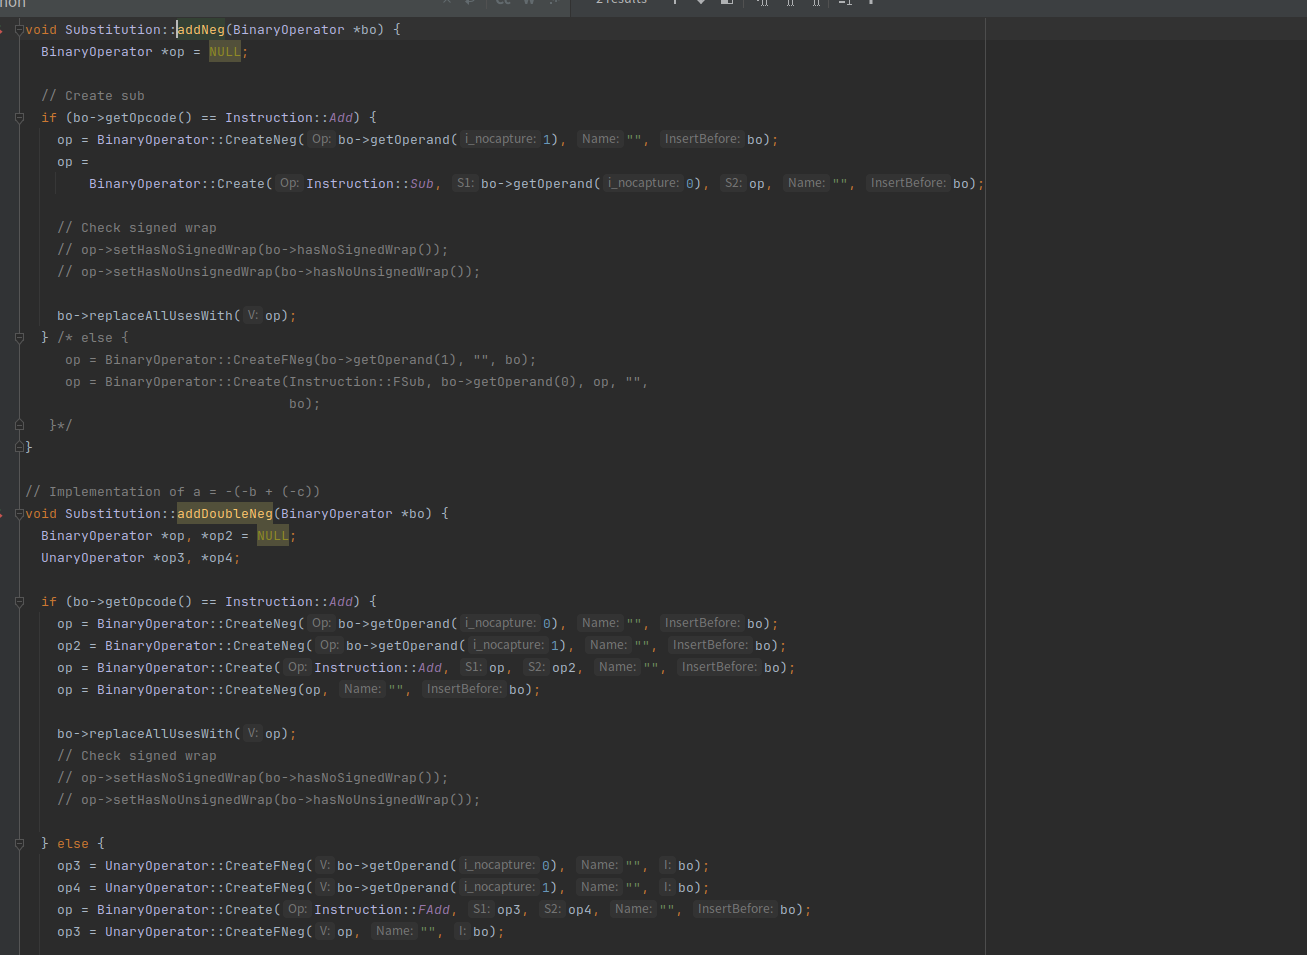 non
2 results
void Substitution::addNeg(BinaryOperator *bo) {
BinaryOperator *op = NULL;
// Create sub
if (bo->getOpcode() == Instruction::Add) {
op = BinaryOperator::CreateNeg( Op: bo->getOperand( i_nocapture: 1), Name: "", InsertBefore: bo);
op =
BinaryOperator::Create( Op: Instruction::Sub, S1: bo->getOperand( i_nocapture: 0), S2: op, Name: "", InsertBefore: bo);
// Check signed wrap
// op->setHasNoSignedWrap(bo->hasNoSignedWrap());
// op->setHasNoUnsignedWrap(bo->hasNoUnsignedWrap());
bo->replaceAllUsesWith( V: op);
} /* else {
op = BinaryOperator::CreateFNeg(bo->getOperand(1), "", bo);
op = BinaryOperator::Create(Instruction::FSub, bo->getOperand(0), op, "",
bo);
}*/
}
// Implementation of a = -(-b + (-c))
void Substitution::addDoubleNeg(BinaryOperator *bo) {
BinaryOperator *op, *op2 = NULL;
UnaryOperator *op3, *op4;
if (bo->getOpcode() == Instruction::Add) {
op = BinaryOperator::CreateNeg( Op: bo->getOperand( i_nocapture: 0), Name: "", InsertBefore: bo);
op2 = BinaryOperator::CreateNeg( Op: bo->getOperand( i_nocapture: 1), Name: "", InsertBefore: bo);
op = BinaryOperator::Create( Op: Instruction::Add, S1: op, S2: op2, Name: "", InsertBefore: bo);
op = BinaryOperator::CreateNeg(op, Name: "", InsertBefore: bo);
bo->replaceAllUsesWith( V: op);
// Check signed wrap
// op->setHasNoSignedWrap(bo->hasNoSignedWrap());
// op->setHasNoUnsignedWrap(bo->hasNoUnsignedWrap());
} else {
op3 = UnaryOperator::CreateFNeg( V: bo->getOperand( i_nocapture: 0), Name: "", I: bo);
op4 = UnaryOperator::CreateFNeg( V: bo->getOperand( i_nocapture: 1), Name: "", I: bo);
op = BinaryOperator::Create( Op: Instruction::FAdd, S1: op3, S2: op4, Name: "", InsertBefore: bo);
op3 = UnaryOperator::CreateFNeg( V: op, Name: "", I: bo);